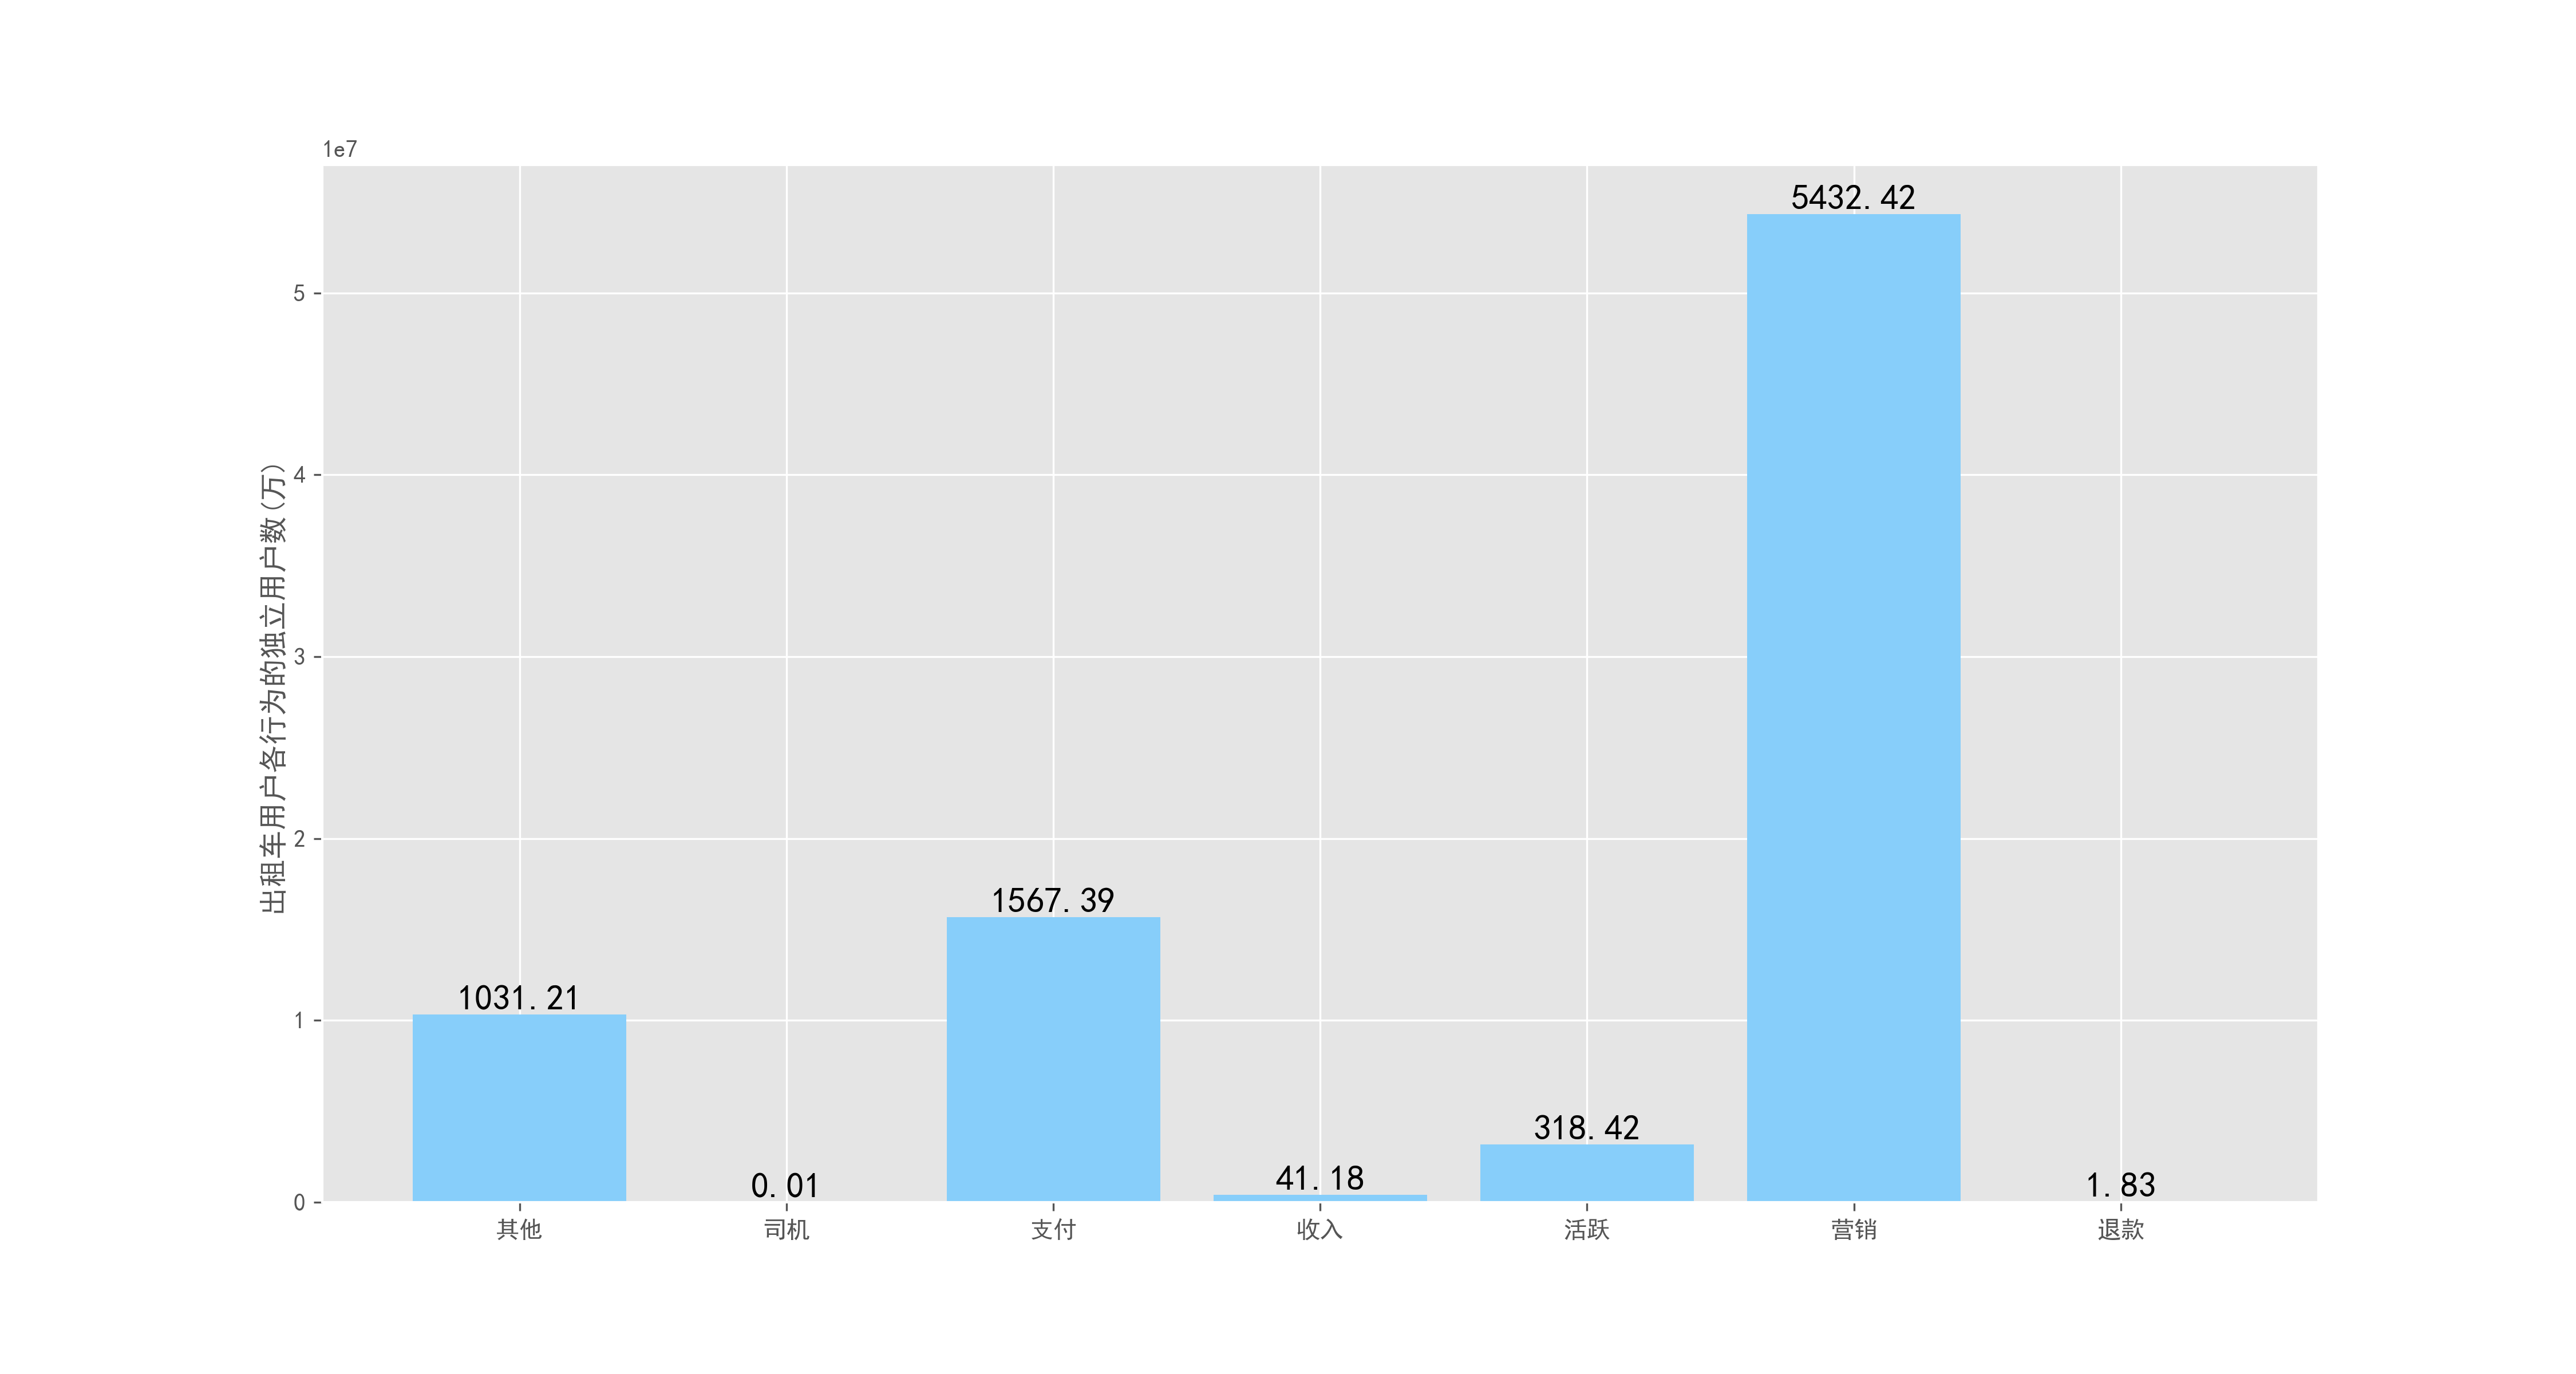 1e7
出租车用户各行为的独立用户数(万)
5
4
3
2
1
0
1031.21
0.01
1567.39
41.18
318.42
5432.42
1.83
其他
司机
支付
收入
活跃
营销
退款